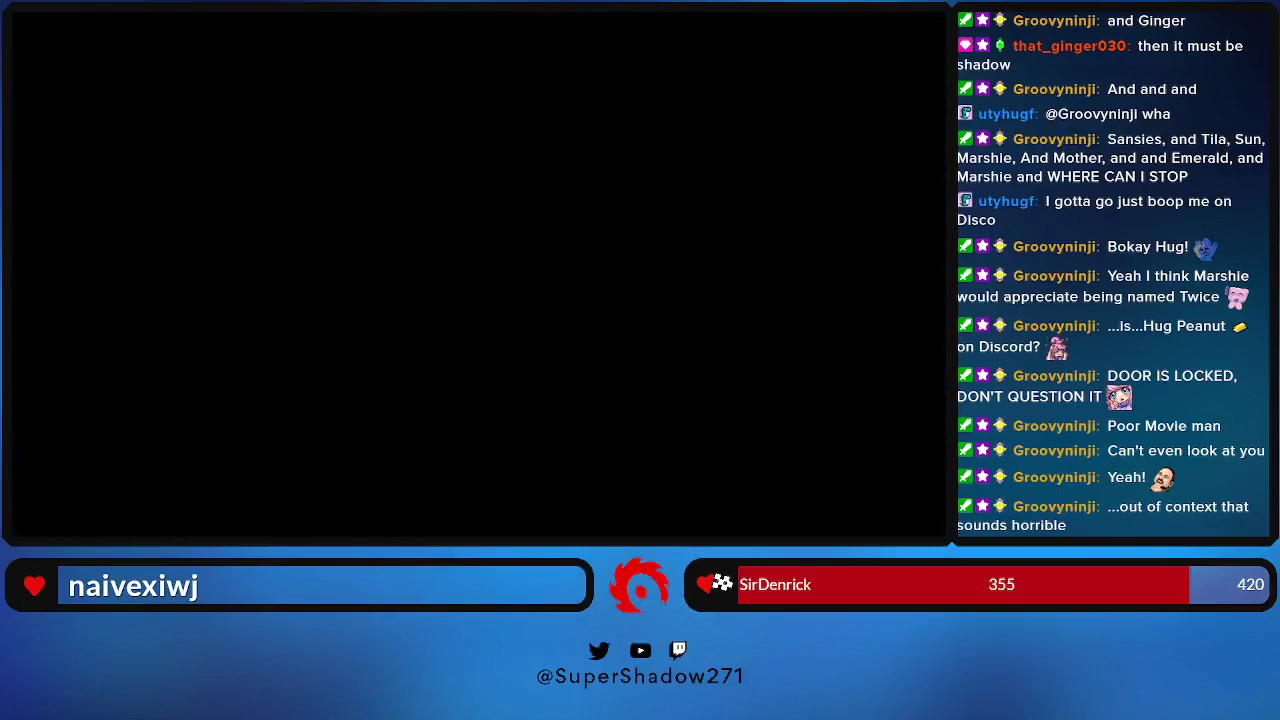 Groovyninji: and Ginger
that_ginger030: then it must be
shadow
Groovyninji: And and and
utyhugf: @Groovyninji wha
Groovyninji: Sansies, and Tila, Sun,
Marshie, And Mother, and and Emerald, and
Marshie and WHERE CAN I STOP
utyhugf: I gotta go just boop me on
Disco
Groovyninji: Bokay Hug!
Groovyninji: Yeah I think Marshie
would appreciate being named Twice
Groovyninji: ...is...Hug Peanut
on Discord?
Groovyninji: DOOR IS LOCKED,
DON'T QUESTION IT
Groovyninji: Poor Movie man
Groovyninji: Can't even look at you
Groovyninji: Yeah!
Groovyninji: ...out of context that
sounds horrible
naivexiwj
SirDenrick 355 420
@SuperShadow271